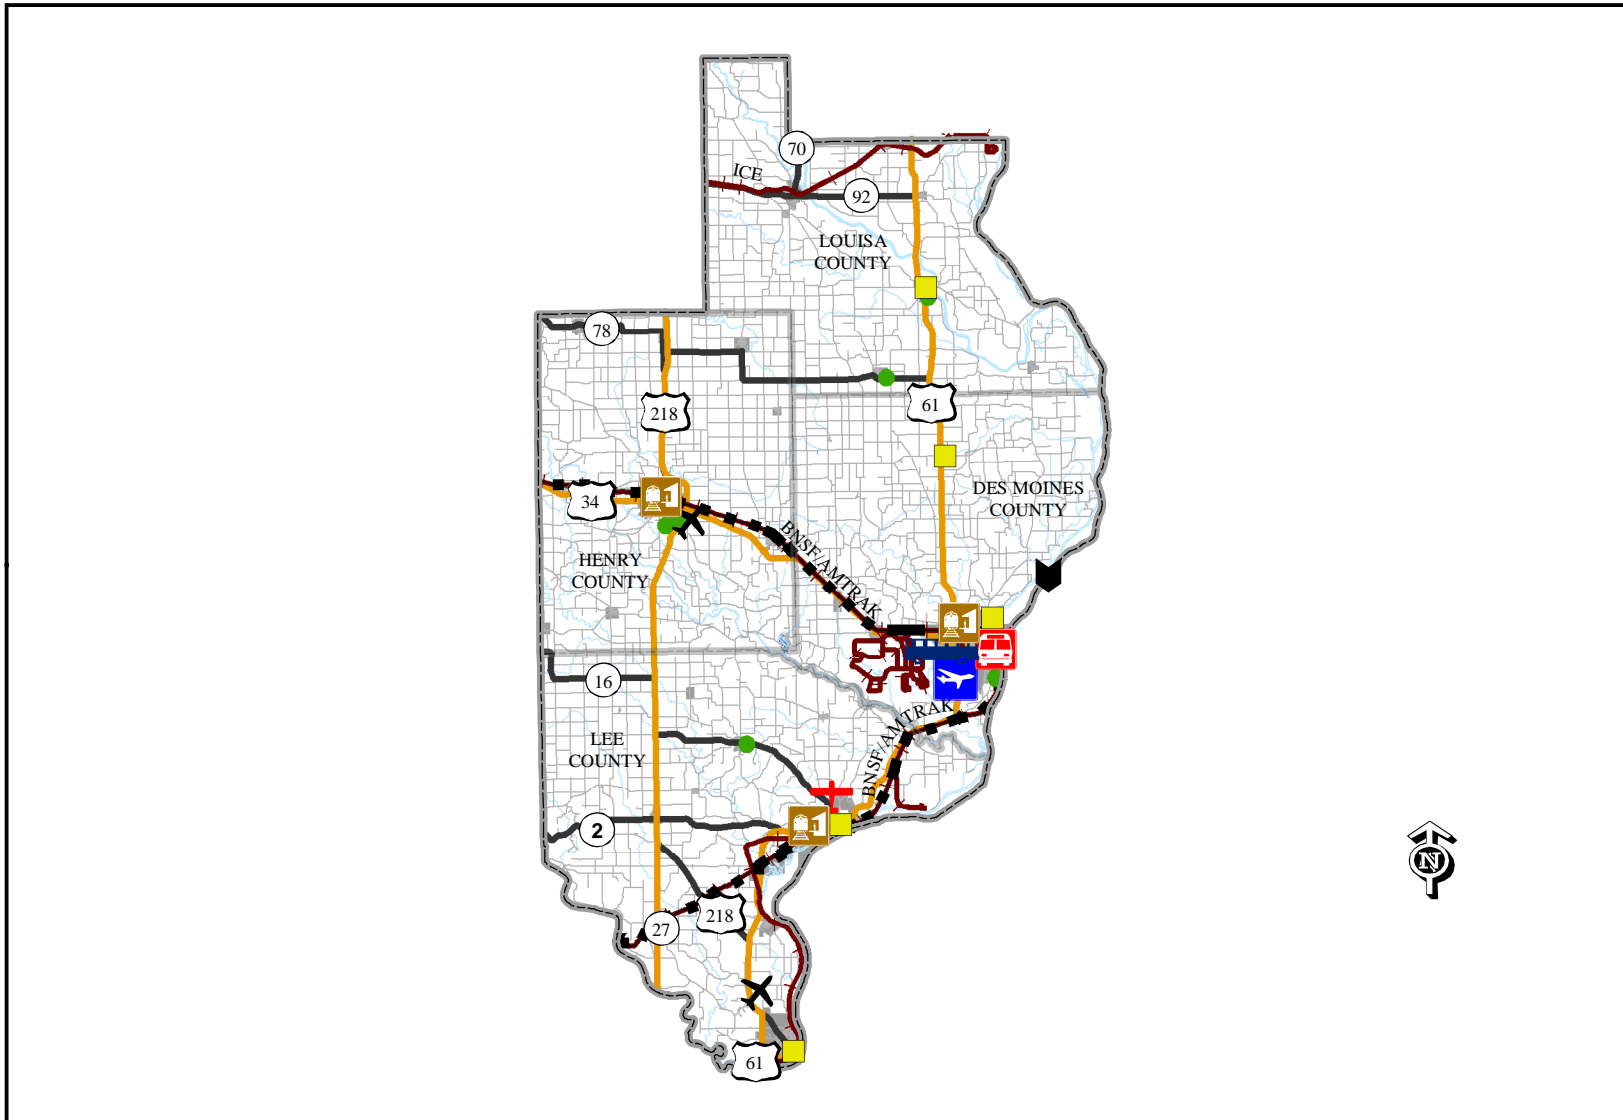 70
ICE
92
LOUISA
COUNTY
78
218
61
34
DES MOINES
COUNTY
BNSF/AMTRAK
HENRY
COUNTY
16
BNSF/AMTRAK
LEE
COUNTY
2
218
27
61
N